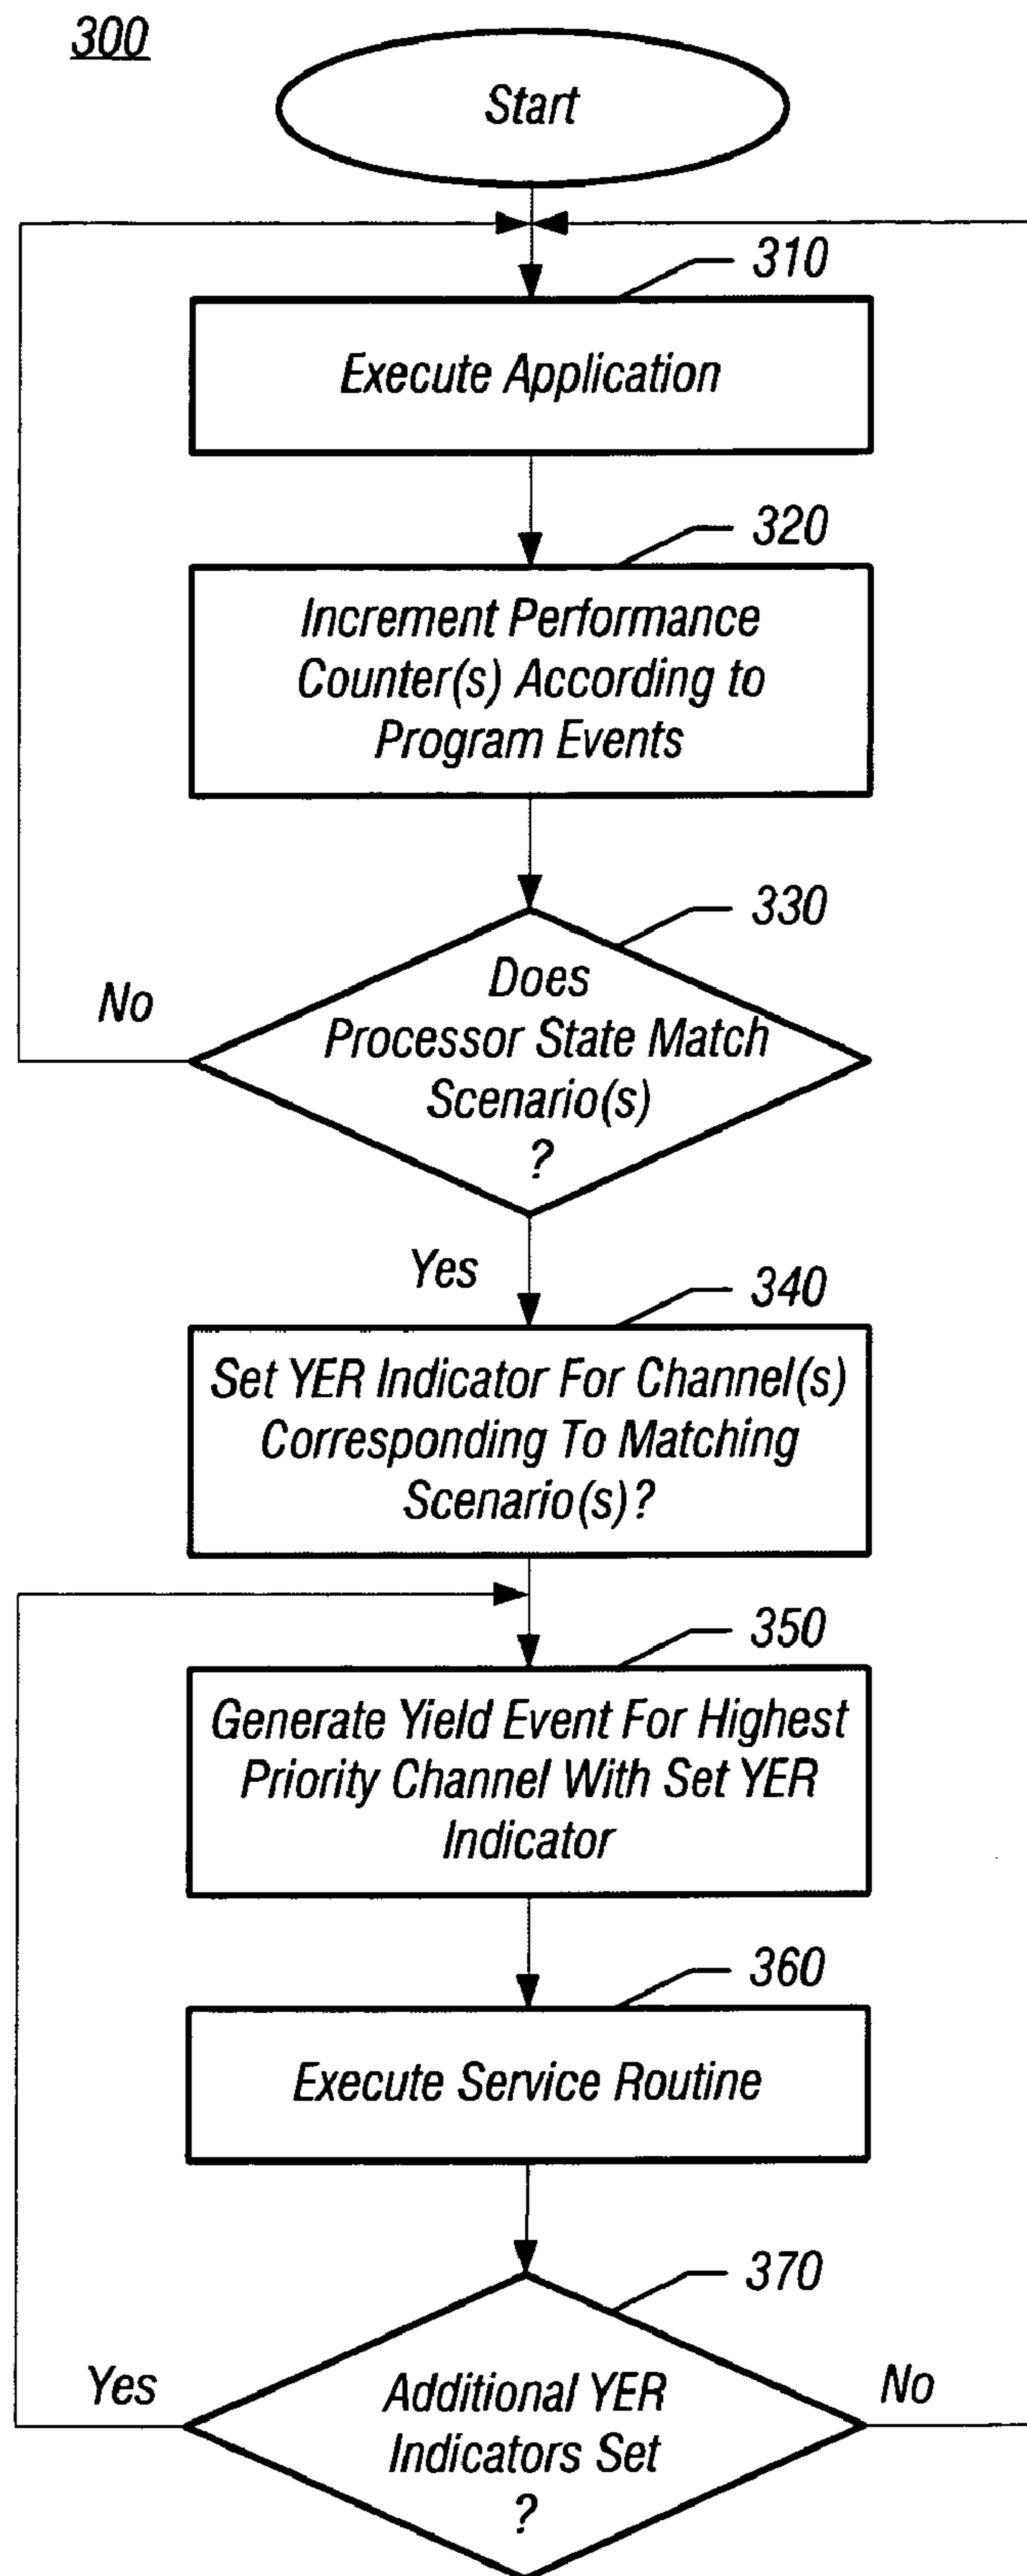 300
Start
310
Execute Application
320
Increment Performance
Counter(s) According to
Program Events
330
No
Does
Processor State Match
Scenario(s)
?
Yes
340
Set YER Indicator For Channel(s)
Corresponding To Matching
Scenario(s)?
350
Generate Yield Event For Highest
Priority Channel With Set YER
Indicator
360
Execute Service Routine
370
Yes
No
Additional YER
Indicators Set
?